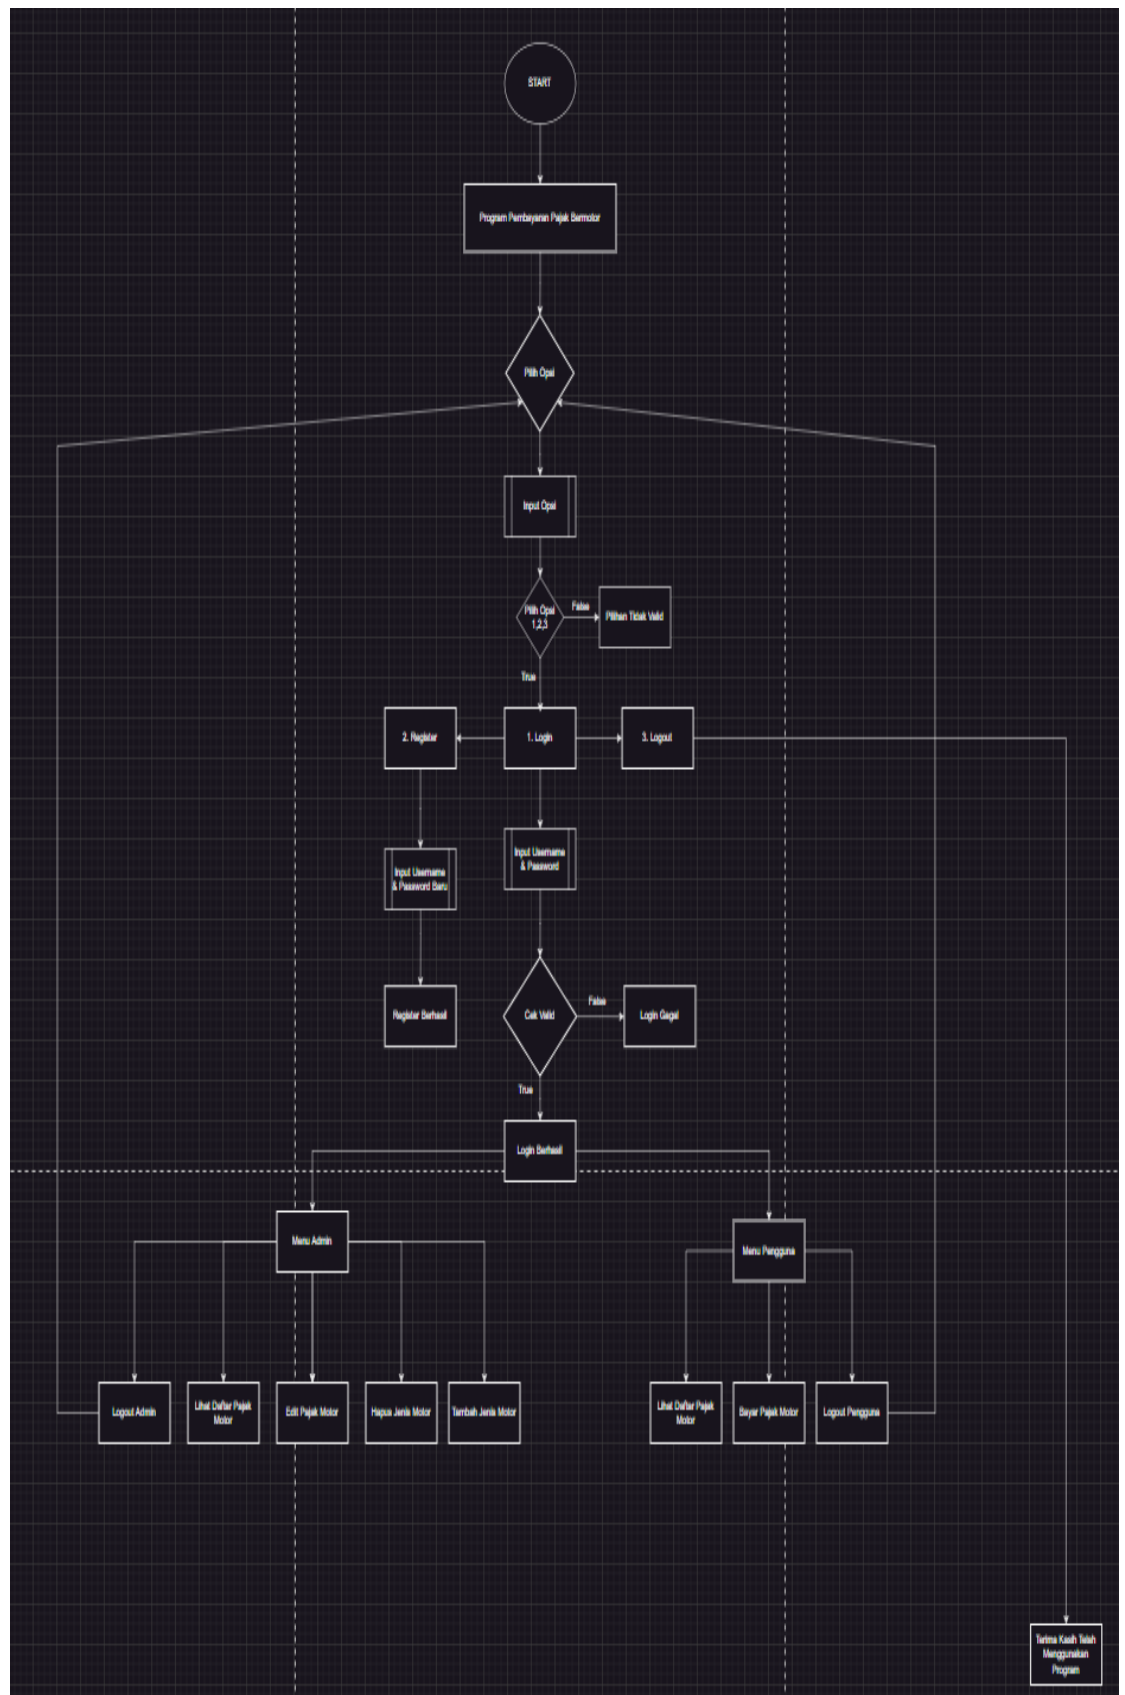 START
Program Pembayaran Pajak Bermotor
Pilih Opsi
Input Opsi
Pilih Opsi
1,2,3
False
Pilihan Tidak Valid
True
2. Register
1. Login
3. Logout
Input Username
& Password Baru
Input Username
& Password
Register Berhasil
Cek Valid
False
Login Gagal
True
Login Berhasil
Menu Admin
Menu Pengguna
Logout Admin
Lihat Daftar Pajak
Motor
Edit Pajak Motor
Hapus Jenis Motor
Tambah Jenis Motor
Lihat Daftar Pajak
Motor
Bayar Pajak Motor
Logout Pengguna
Terima Kasih Telah
Menggunakan
Program